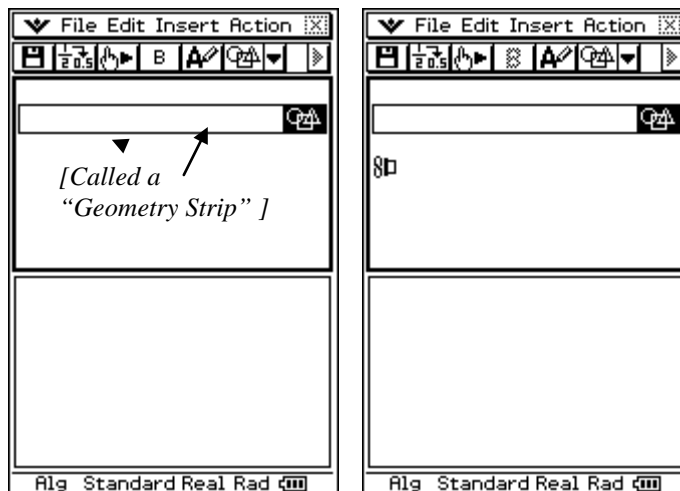 File Edit Insert Action
B
[Called a
“Geometry Strip” ]
Alg Standard Real Rad
File Edit Insert Action
Alg Standard Real Rad